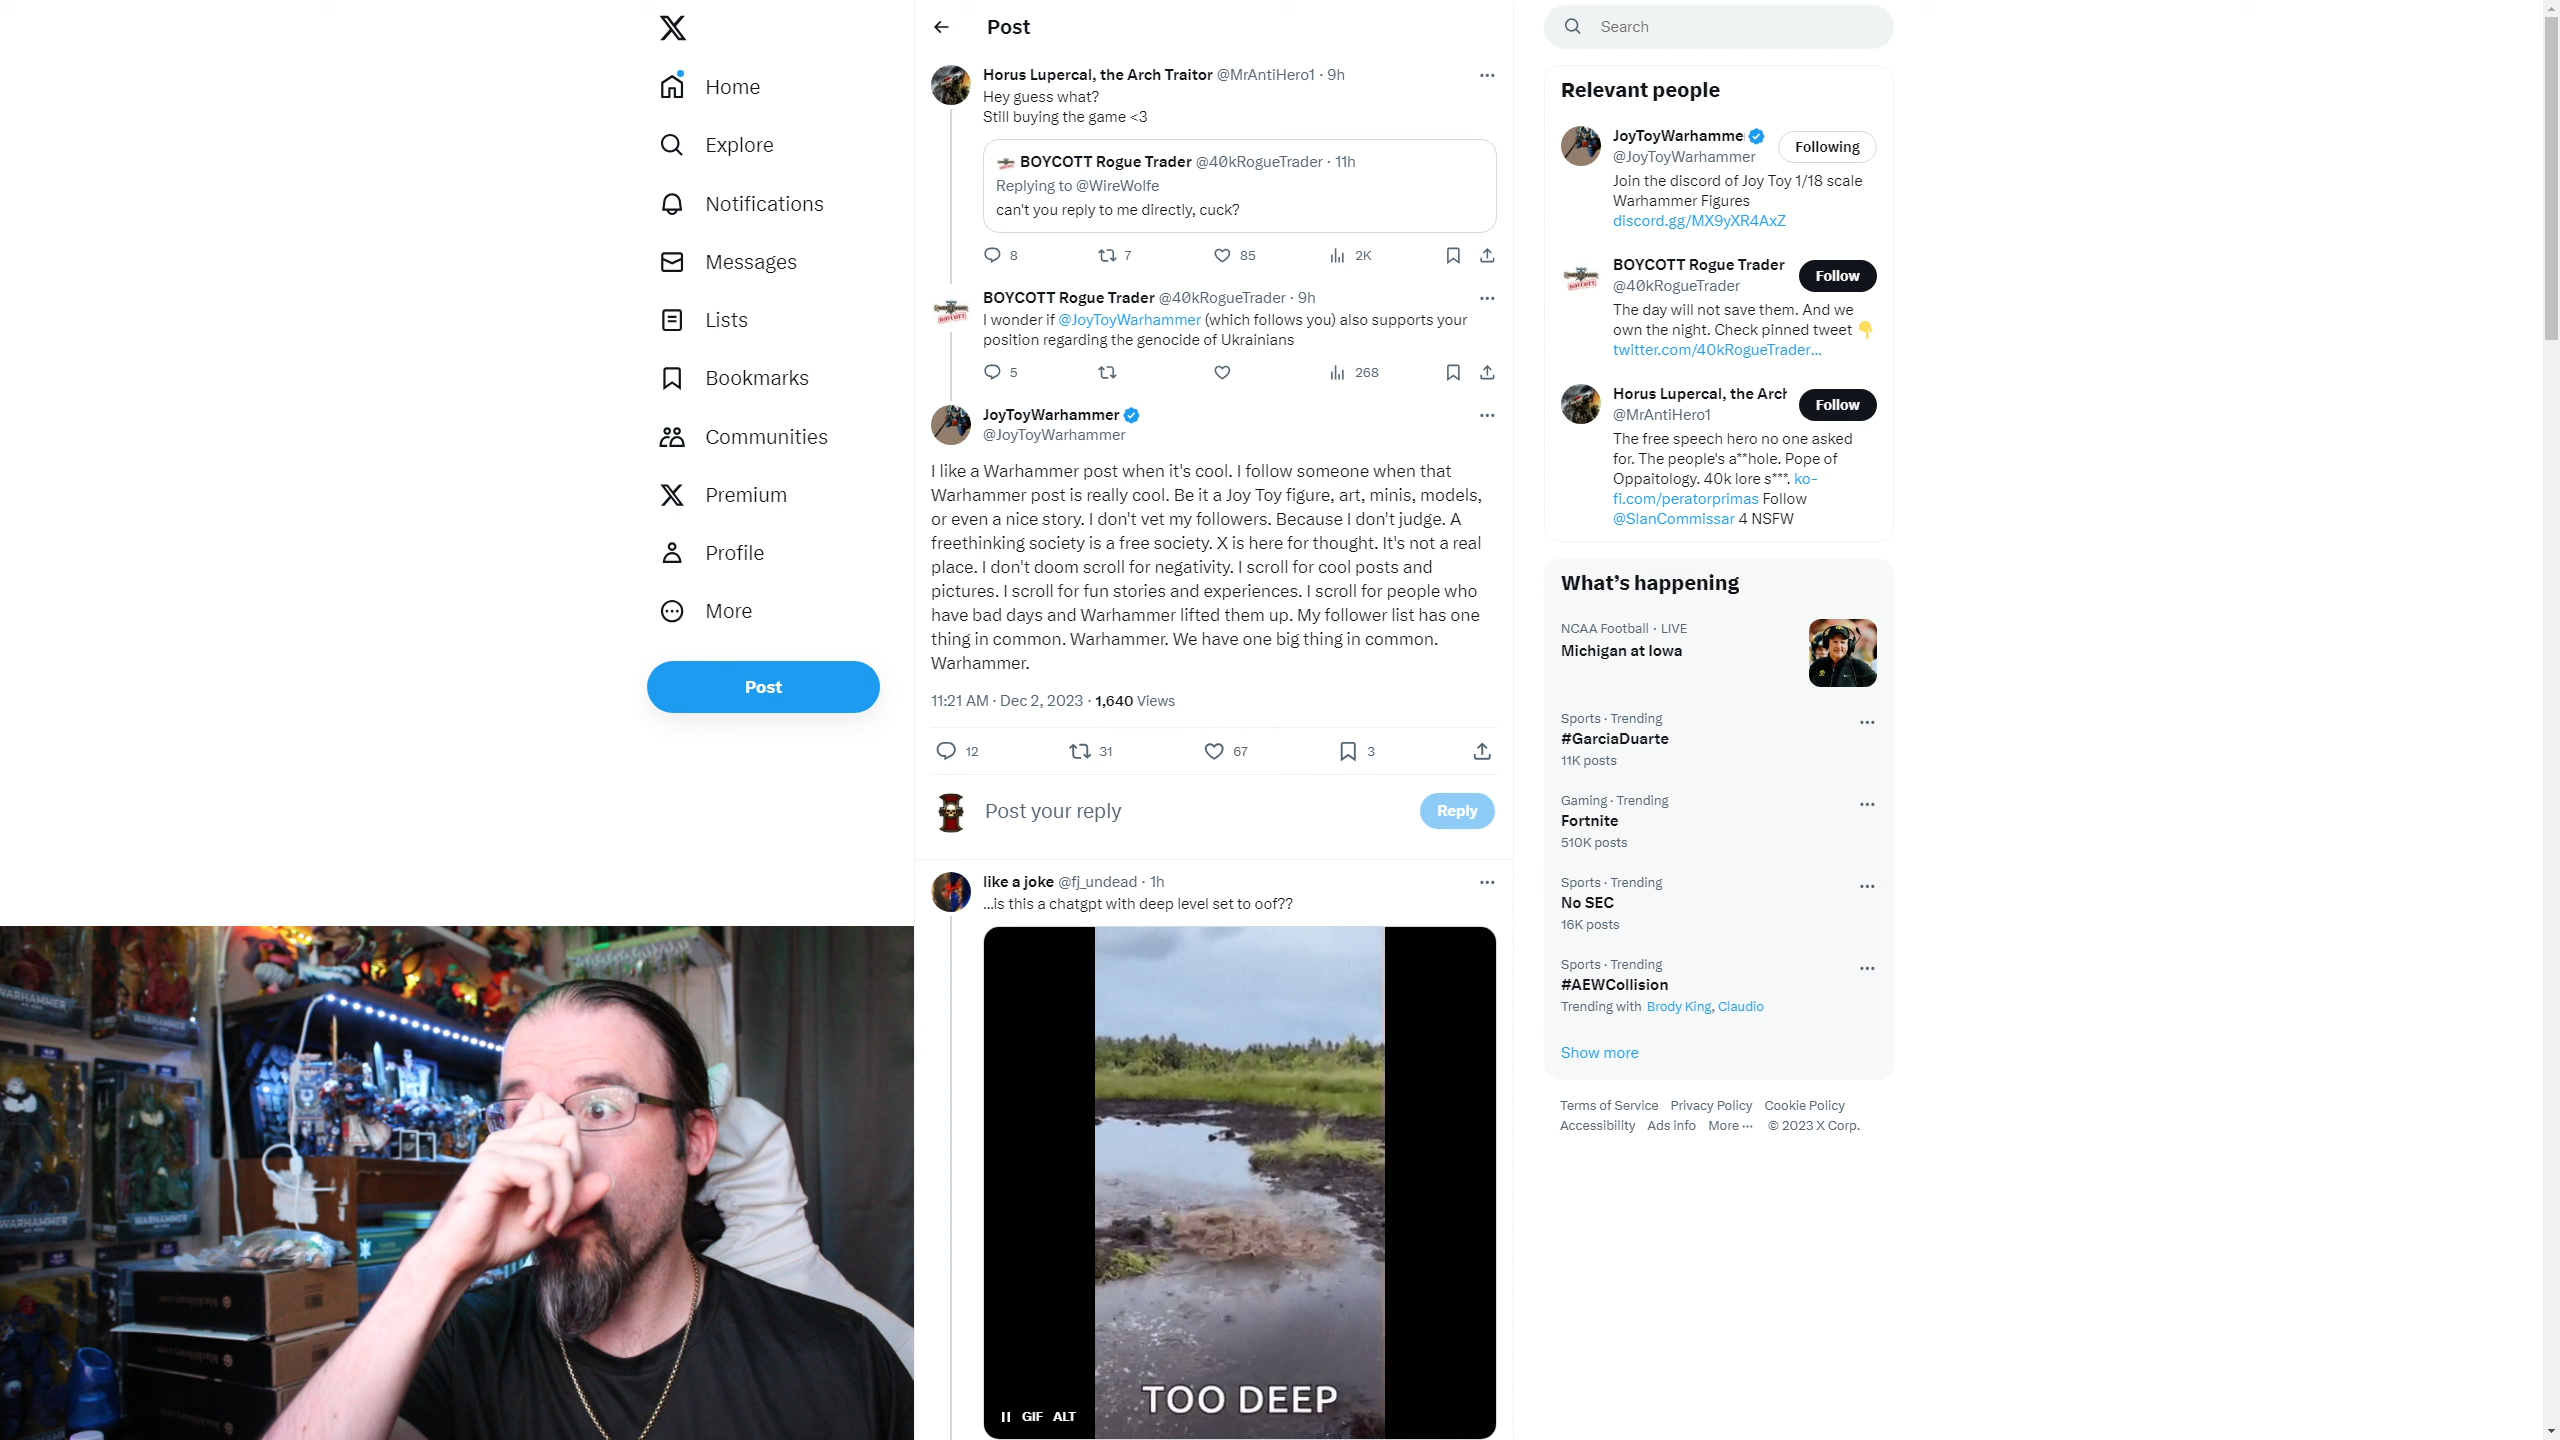 Post
Search
Home
Explore
Notifications
Messages
Lists
Bookmarks
Communities
Premium
Profile
More
Post
Horus Lupercal, the Arch Traitor @MrAntiHero1 · 9h
Hey guess what?
Still buying the game <3
BOYCOTT Rogue Trader @40kRogueTrader · 11h
Replying to @WireWolfe
can't you reply to me directly, cuck?
8 7 85 2K
BOYCOTT Rogue Trader @40kRogueTrader · 9h
I wonder if @JoyToyWarhammer (which follows you) also supports your
position regarding the genocide of Ukrainians
5 268
JoyToyWarhammer
@JoyToyWarhammer
I like a Warhammer post when it's cool. I follow someone when that
Warhammer post is really cool. Be it a Joy Toy figure, art, minis, models,
or even a nice story. I don't vet my followers. Because I don't judge. A
freethinking society is a free society. X is here for thought. It's not a real
place. I don't doom scroll for negativity. I scroll for cool posts and
pictures. I scroll for fun stories and experiences. I scroll for people who
have bad days and Warhammer lifted them up. My follower list has one
thing in common. Warhammer. We have one big thing in common.
Warhammer.
11:21 AM · Dec 2, 2023 · 1,640 Views
12 31 67 3
Post your reply
Reply
like a joke @fj_undead · 1h
...is this a chatgpt with deep level set to oof??
TOO DEEP
GIF ALT
Relevant people
JoyToyWarhamme
@JoyToyWarhammer
Following
Join the discord of Joy Toy 1/18 scale
Warhammer Figures
discord.gg/MX9yXR4AxZ
BOYCOTT Rogue Trader
@40kRogueTrader
Follow
The day will not save them. And we
own the night. Check pinned tweet 👇
twitter.com/40kRogueTrader...
Horus Lupercal, the Arch
@MrAntiHero1
Follow
The free speech hero no one asked
for. The people's a**hole. Pope of
Oppaitology. 40k lore s***. ko-
fi.com/peratorprimas Follow
@SlanCommissar 4 NSFW
What's happening
NCAA Football · LIVE
Michigan at Iowa
Sports · Trending
#GarciaDuarte
11K posts
Gaming · Trending
Fortnite
510K posts
Sports · Trending
No SEC
16K posts
Sports · Trending
#AEWCollision
Trending with Brody King, Claudio
Show more
Terms of Service Privacy Policy Cookie Policy
Accessibility Ads info More ··· © 2023 X Corp.
WARHAMMER
WARHAMMER
WARHAMMER
WARHAMMER